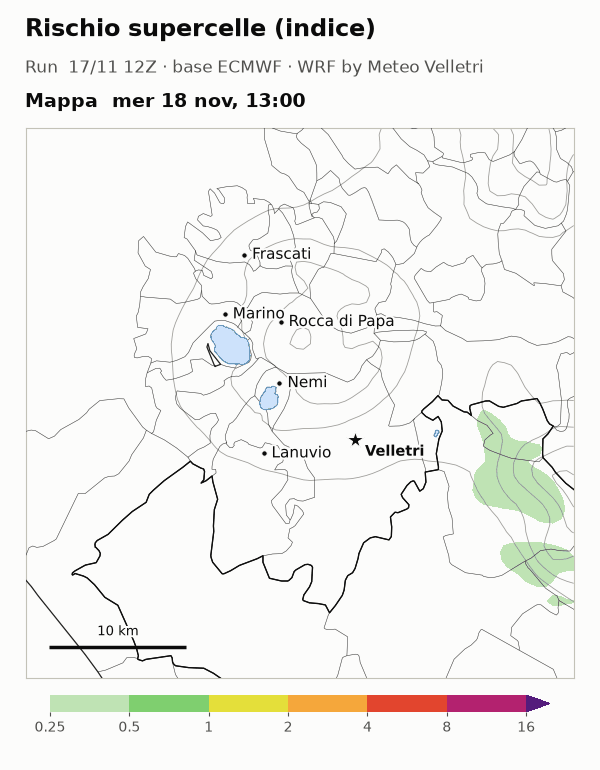 Rischio supercelle (indice)
Run  17/11 12Z · base ECMWF · WRF by Meteo Velletri
Mappa  mer 18 nov, 13:00
Frascati
Marino
Rocca di Papa
Nemi
Velletri
Lanuvio
10 km
0.25 0.5 1 2 4 8 16